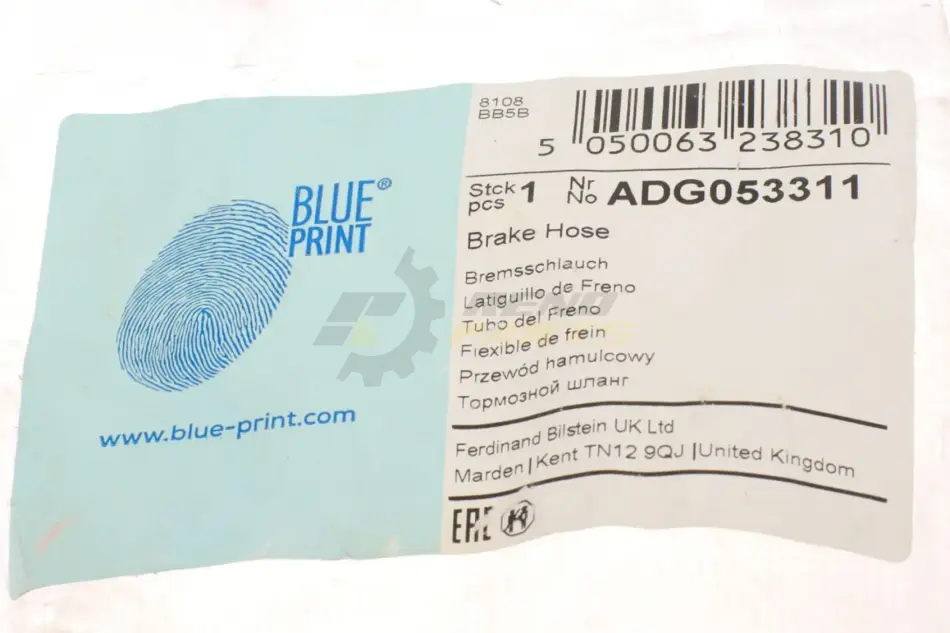 BLUE®
PRINT
www.blue-print.com
8108
BB5B
5 050063 238310
Stck
pcs 1 Nr
No ADG053311
Brake Hose
Bremsschlauch
Latiguillo de Freno
Tubo del Freno
Flexible de frein
Przewód hamulcowy
Тормозной шланг
Ferdinand Bilstein UK Ltd
Marden | Kent TN12 9QJ | United Kingdom
EAC